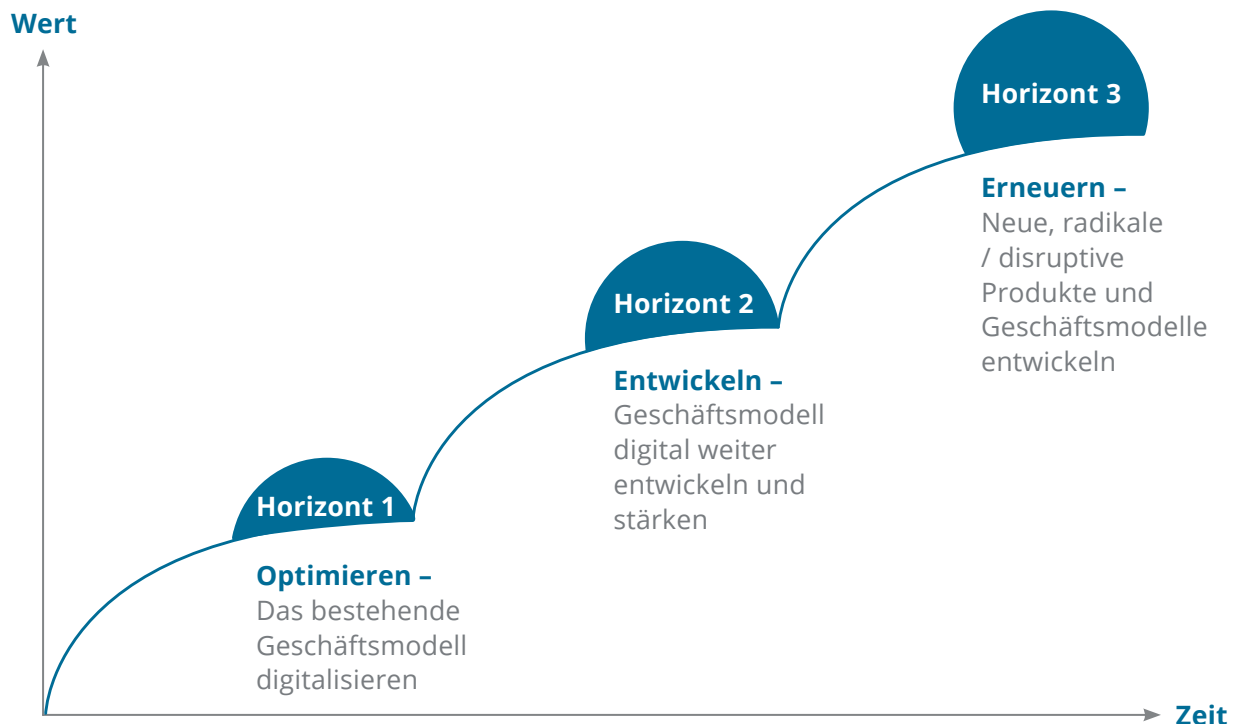 Wert
Horizont 3
Erneuern –
Neue, radikale
/ disruptive
Produkte und
Geschäftsmodelle
entwickeln
Horizont 2
Entwickeln –
Geschäftsmodell
digital weiter
entwickeln und
stärken
Horizont 1
Optimieren –
Das bestehende
Geschäftsmodell
digitalisieren
Zeit